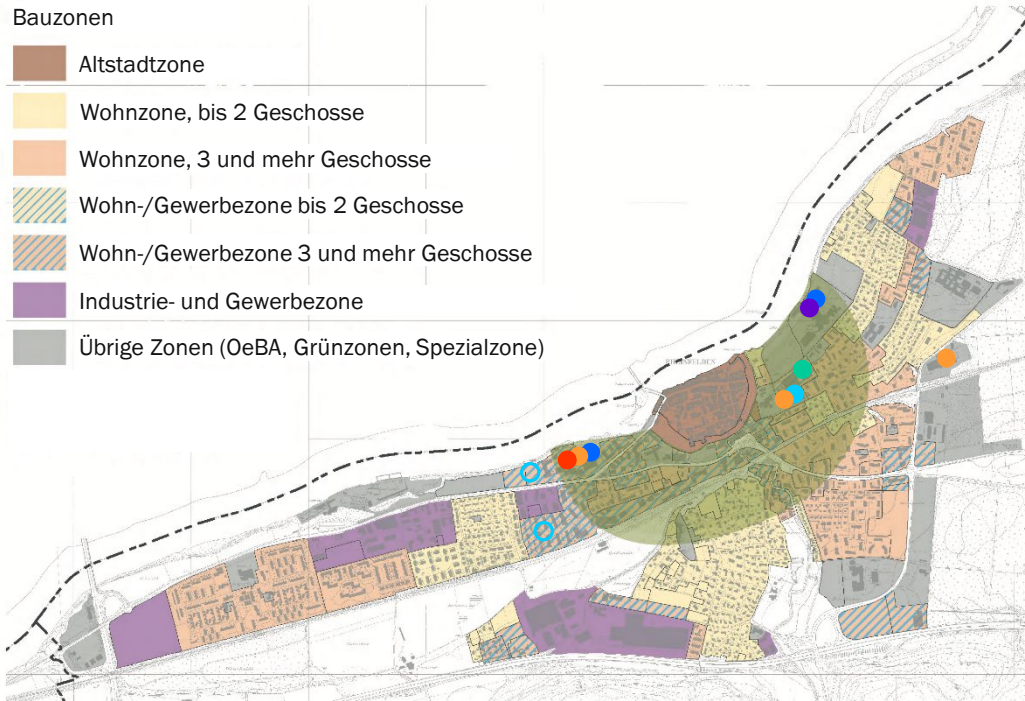 Bauzonen
Altstadtzone
Wohnzone, bis 2 Geschosse
Wohnzone, 3 und mehr Geschosse
Wohn-/Gewerbezone bis 2 Geschosse
Wohn-/Gewerbezone 3 und mehr Geschosse
Industrie- und Gewerbezone
Übrige Zonen (OeBA, Grünzonen, Spezialzone)
RHEINFELDEN